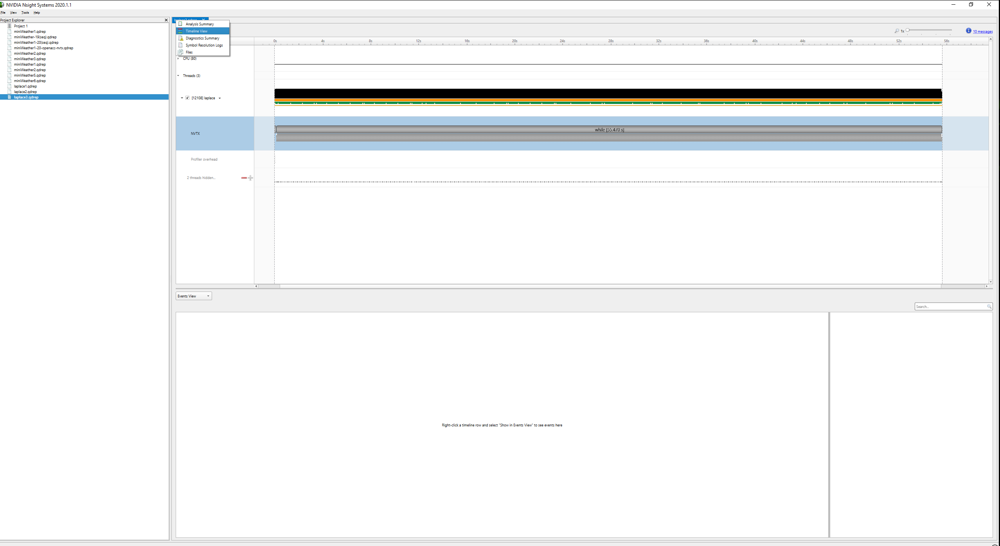 NVIDIA Nsight Systems 2020.1.1
File View Tools Help
Project Explorer
Project 1
miniWeather1.qdrep
miniWeather-19(seq).qdrep
miniWeather1-20(seq).qdrep
miniWeather1-20-openacc-nvtx.qdrep
miniWeather2.qdrep
miniWeather3.qdrep
miniWeather1.qdrep
miniWeather2.qdrep
miniWeather5.qdrep
miniWeather6.qdrep
laplace1.qdrep
laplace2.qdrep
laplace3.qdrep
Analysis Summary
Timeline View
Diagnostics Summary
Symbol Resolution Logs
Files
1x
10 messages
0s 4s 8s 12s 16s 20s 24s 28s 32s 36s 40s 44s 48s 52s 56s
CPU (80)
Threads (3)
[12108] laplace
NVTX
while [55.470 s]
Profiler overhead
2 threads hidden...
Events View
Search...
Right-click a timeline row and select "Show in Events View" to see events here